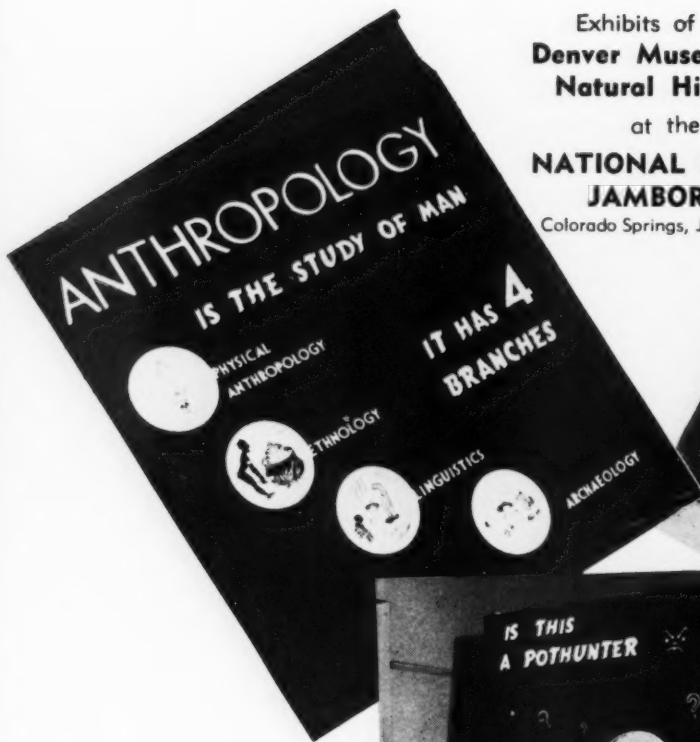 Exhibits of
Denver Muse
Natural Hi
at the
NATIONAL
JAMBOR
Colorado Springs, J
ANTHROPOLOGY
IS THE STUDY OF MAN
IT HAS 4
BRANCHES
PHYSICAL
ANTHROPOLOGY
ETHNOLOGY
LINGUISTICS
ARCHAEOLOGY
IS THIS
A POTHUNTER
? ? ?